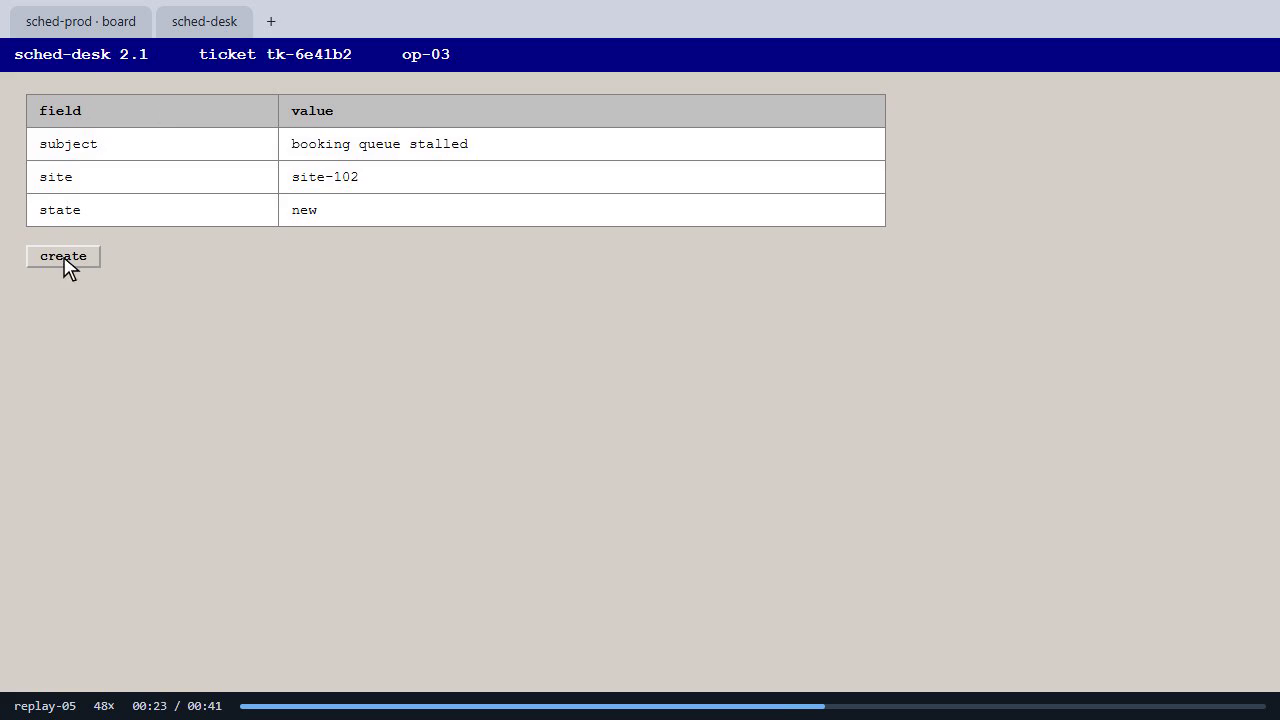 sched-prod · board sched-desk +
sched-desk 2.1 ticket tk-6e41b2 op-03
field value
subject booking queue stalled
site site-102
state new
create
replay-05 48x 00:23 / 00:41